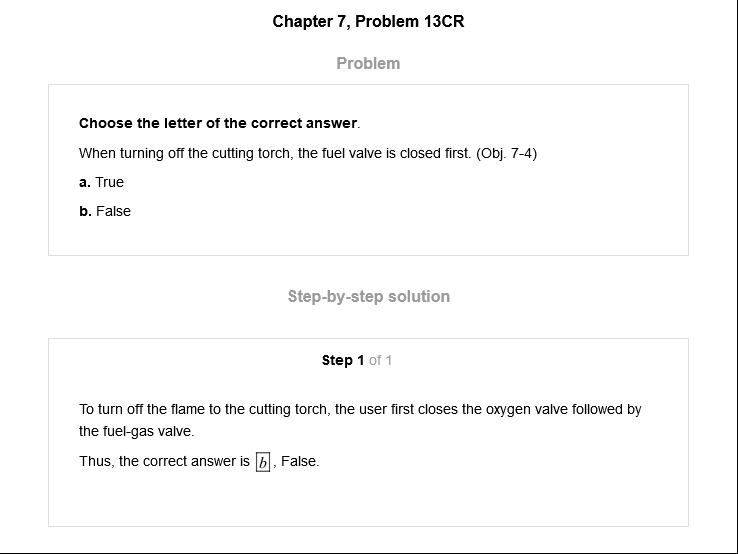 Chapter 7, Problem 13CR
Problem
Choose the letter of the correct answer.
When turning off the cutting torch, the fuel valve is closed first. (Obj. 7-4)
a. True
b. False
Step-by-step solution
Step 1 of 1
To turn off the flame to the cutting torch, the user first closes the oxygen valve followed by
the fuel-gas valve.
Thus, the correct answer is b, False.